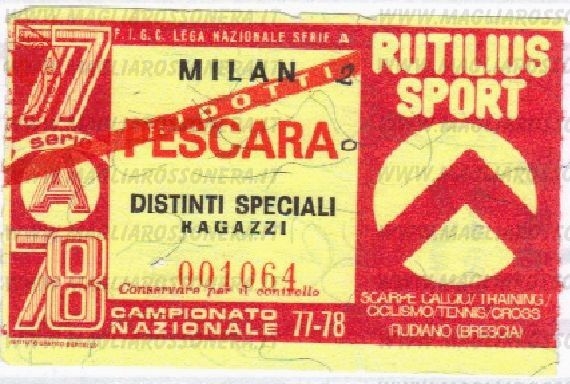 77
serie
A
78
F.I.G.C. LEGA NAZIONALE SERIE A
MILAN 2
RIDOTTI
PESCARA 0
DISTINTI SPECIALI
RAGAZZI
001064
Conservare per il controllo
CAMPIONATO
NAZIONALE 77-78
RUTILIUS
SPORT
SCARPE CALCIO/TRAINING/
CICLISMO/TENNIS/CROSS
RUDIANO (BRESCIA)
WWW.MAGLIAROSSONERA.IT